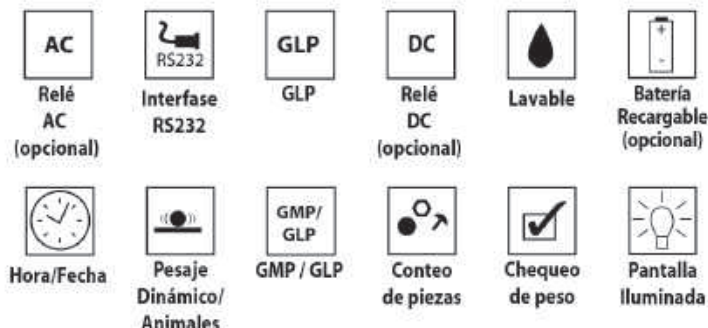 AC
Relé
AC
(opcional)
RS232
Interfase
RS232
GLP
GLP
DC
Relé
DC
(opcional)
Lavable
+
-
Batería
Recargable
(opcional)
Hora/Fecha
Pesaje
Dinámico/
Animales
GMP/
GLP
GMP / GLP
Conteo
de piezas
Chequeo
de peso
Pantalla
Iluminada